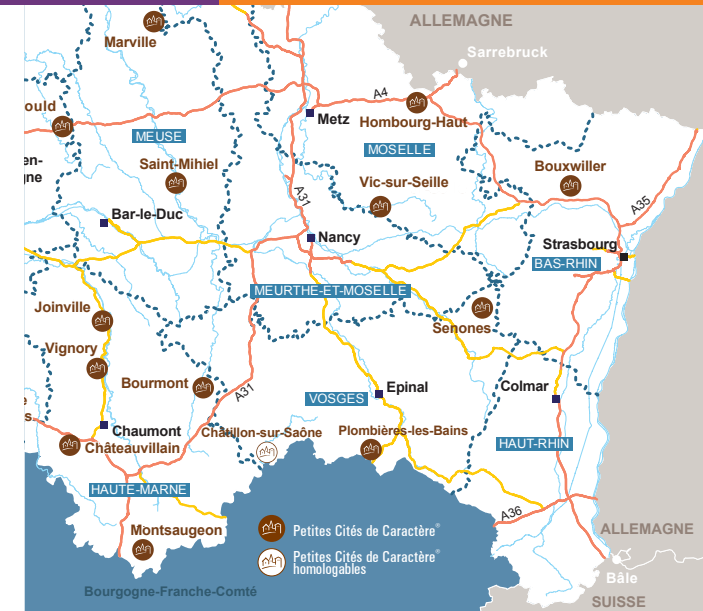 ALLEMAGNE
Marville
Sarrebruck
A4
ould
Metz
Hombourg-Haut
MEUSE
MOSELLE
en-
gne
Saint-Mihiel
Bouxwiller
Vic-sur-Seille
A31
A35
Bar-le-Duc
Nancy
Strasbourg
BAS-RHIN
MEURTHE-ET-MOSELLE
Joinville
Senones
Vignory
Bourmont
A31
Epinal
Colmar
VOSGES
e
s
Chaumont
Châtillon-sur-Saône
Plombières-les-Bains
Châteauvillain
HAUT-RHIN
HAUTE-MARNE
A36
Montsaugeon
Petites Cités de Caractère®
ALLEMAGNE
Petites Cités de Caractère®
homologables
Bâle
Bourgogne-Franche-Comté
SUISSE